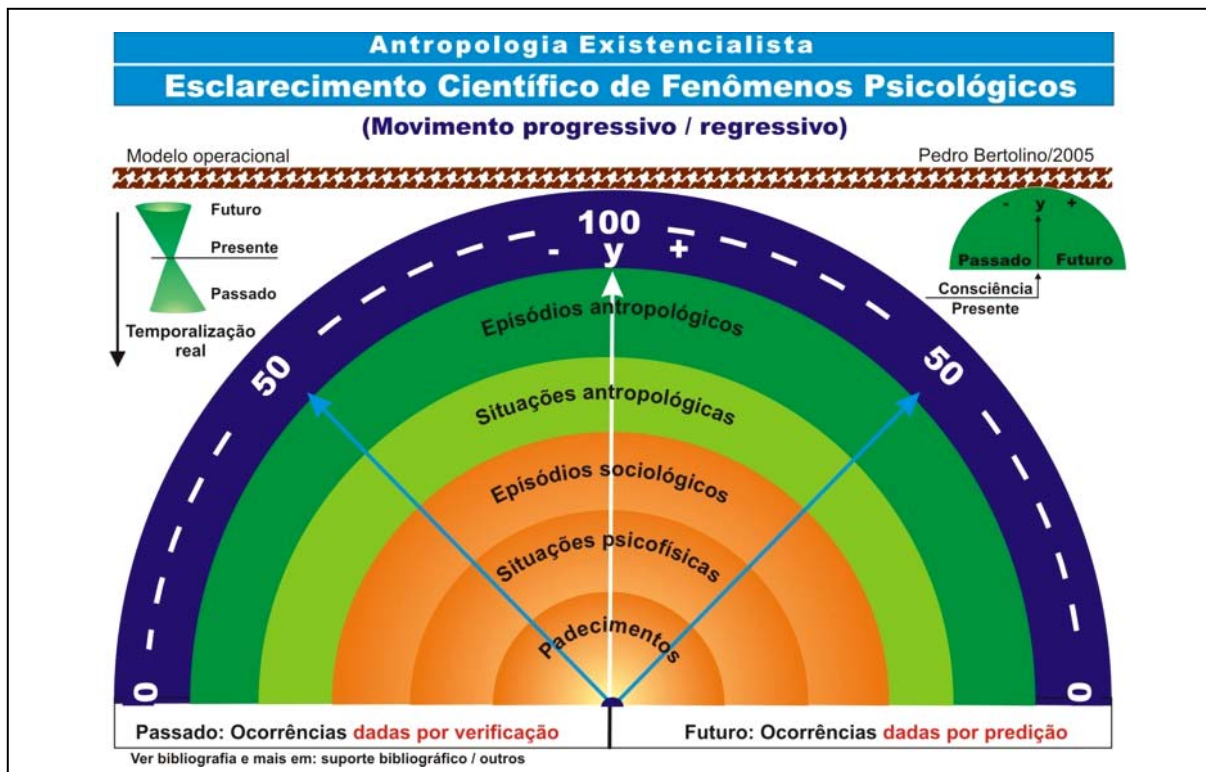 Antropologia Existencialista
Esclarecimento Científico de Fenômenos Psicológicos
(Movimento progressivo / regressivo)
Modelo operacional
Pedro Bertolino/2005
Futuro
Presente
Passado
Temporalização
real
- y +
Passado Futuro
Consciência
Presente
100
- y +
50
50
0
0
Episódios antropológicos
Situações antropológicas
Episódios sociológicos
Situações psicofísicas
Padecimentos
Passado: Ocorrências dadas por verificação
Futuro: Ocorrências dadas por predição
Ver bibliografia e mais em: suporte bibliográfico / outros